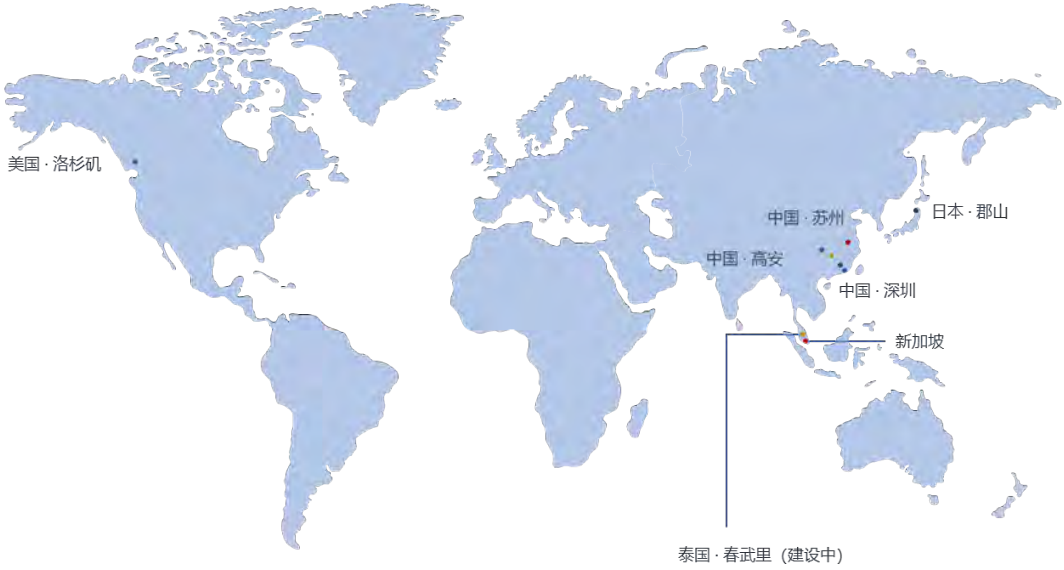 美国 · 洛杉矶
日本 · 郡山
中国 · 苏州
中国 · 高安
中国 · 深圳
新加坡
泰国 · 春武里（建设中）